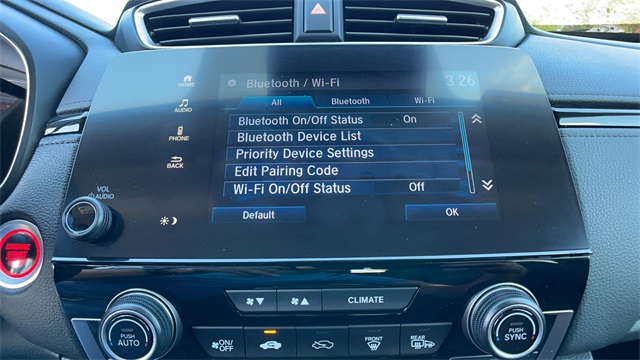 Bluetooth / Wi-Fi
3:26
All Bluetooth Wi-Fi
HOME
AUDIO
PHONE
BACK
Bluetooth On/Off Status On
Bluetooth Device List
Priority Device Settings
Edit Pairing Code
Wi-Fi On/Off Status Off
Default
OK
VOL
AUDIO
ENGINE
START
CLIMATE
PUSH
AUTO
ON/
OFF
FRONT
REAR
PUSH
SYNC